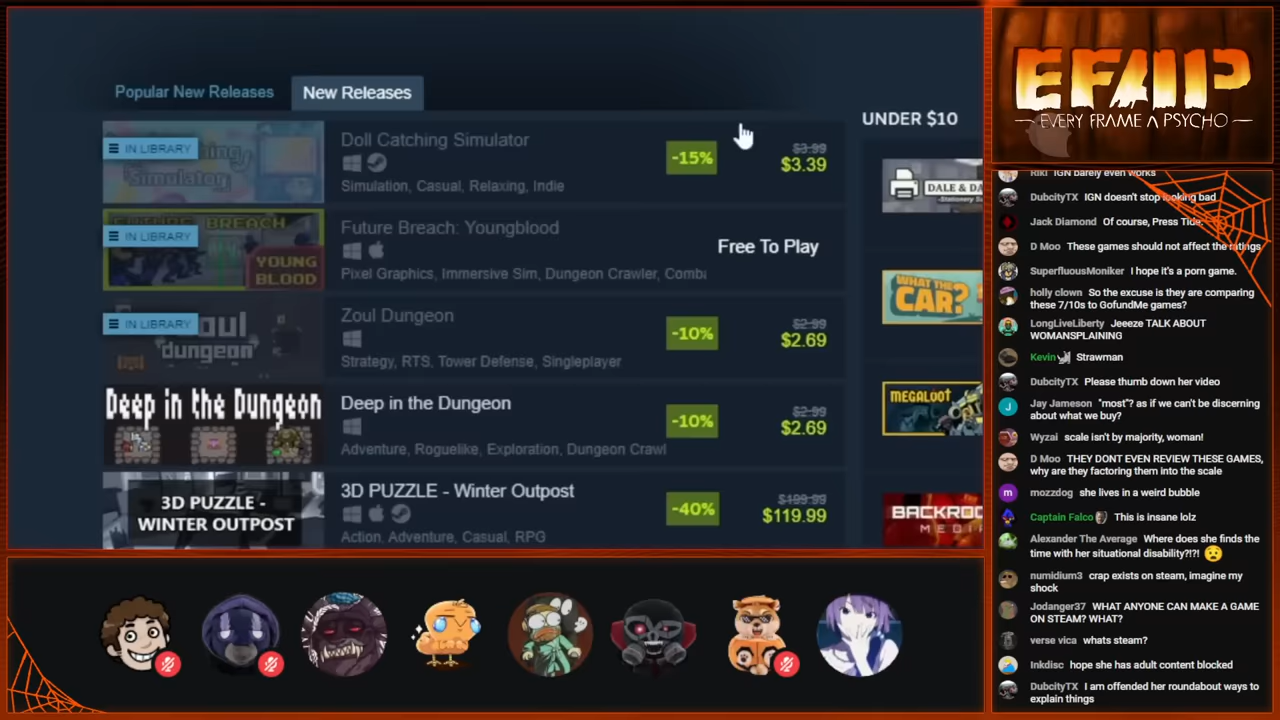 Popular New Releases
New Releases
IN LIBRARY
Simulator
Doll Catching Simulator
-15%
$3.99
$3.39
Simulation, Casual, Relaxing, Indie
FUTURE BREACH
IN LIBRARY
YOUNG
BLOOD
Future Breach: Youngblood
Free To Play
Pixel Graphics, Immersive Sim, Dungeon Crawler, Comba
IN LIBRARY
oul
dungeon
Zoul Dungeon
-10%
$2.99
$2.69
Strategy, RTS, Tower Defense, Singleplayer
Deep in the Dungeon
Deep in the Dungeon
-10%
$2.99
$2.69
Adventure, Roguelike, Exploration, Dungeon Crawl
3D PUZZLE -
WINTER OUTPOST
3D PUZZLE - Winter Outpost
-40%
$199.99
$119.99
Action, Adventure, Casual, RPG
UNDER $10
DALE & DA
WHAT THE
CAR?
MEGALOOT
BACKROO
MEDI
EFAP
EVERY FRAME A PSYCHO
Riki IGN barely even works
DubcityTX IGN doesn't stop looking bad
Jack Diamond Of course, Press Tide.
D Moo These games should not affect the ratings
SuperfluousMoniker I hope it's a porn game.
holly clown So the excuse is they are comparing
these 7/10s to GofundMe games?
LongLiveLiberty Jeeeze TALK ABOUT
WOMANSPLAINING
Kevin Strawman
DubcityTX Please thumb down her video
Jay Jameson "most"? as if we can't be discerning
about what we buy?
Wyzai scale isn't by majority, woman!
D Moo THEY DONT EVEN REVIEW THESE GAMES,
why are they factoring them into the scale
mozzdog she lives in a weird bubble
Captain Falco This is insane lolz
Alexander The Average Where does she finds the
time with her situational disability?!?! 😧
numidium3 crap exists on steam, imagine my
shock
Jodanger37 WHAT ANYONE CAN MAKE A GAME
ON STEAM? WHAT?
verse vica whats steam?
Inkdisc hope she has adult content blocked
DubcityTX I am offended her roundabout ways to
explain things